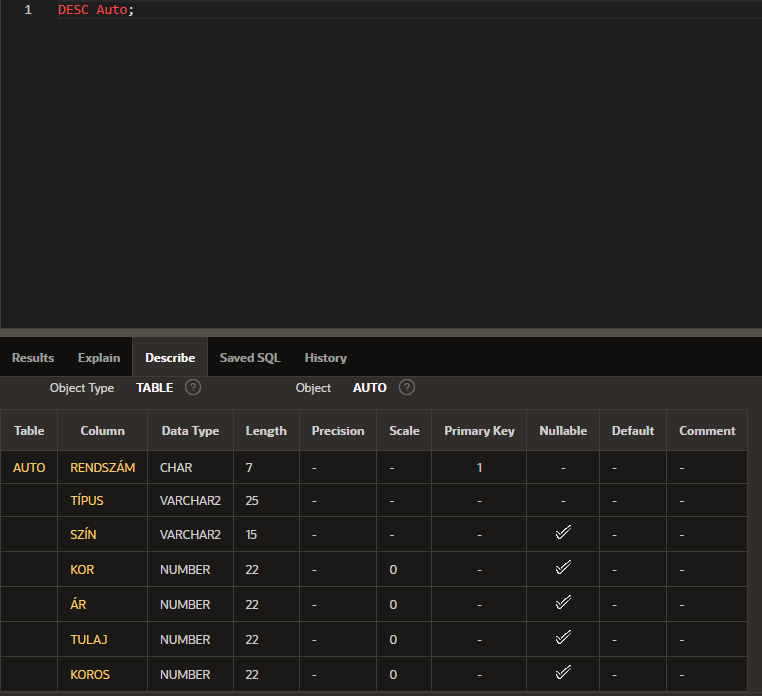 1 DESC Auto;
Results Explain Describe Saved SQL History
Object Type TABLE ? Object AUTO ?
Table Column Data Type Length Precision Scale Primary Key Nullable Default Comment
AUTO RENDSZÁM CHAR 7 - - 1 - - -
TÍPUS VARCHAR2 25 - - - - - -
SZÍN VARCHAR2 15 - - - ✓ - -
KOR NUMBER 22 - 0 - ✓ - -
ÁR NUMBER 22 - 0 - ✓ - -
TULAJ NUMBER 22 - 0 - ✓ - -
KOROS NUMBER 22 - 0 - ✓ - -